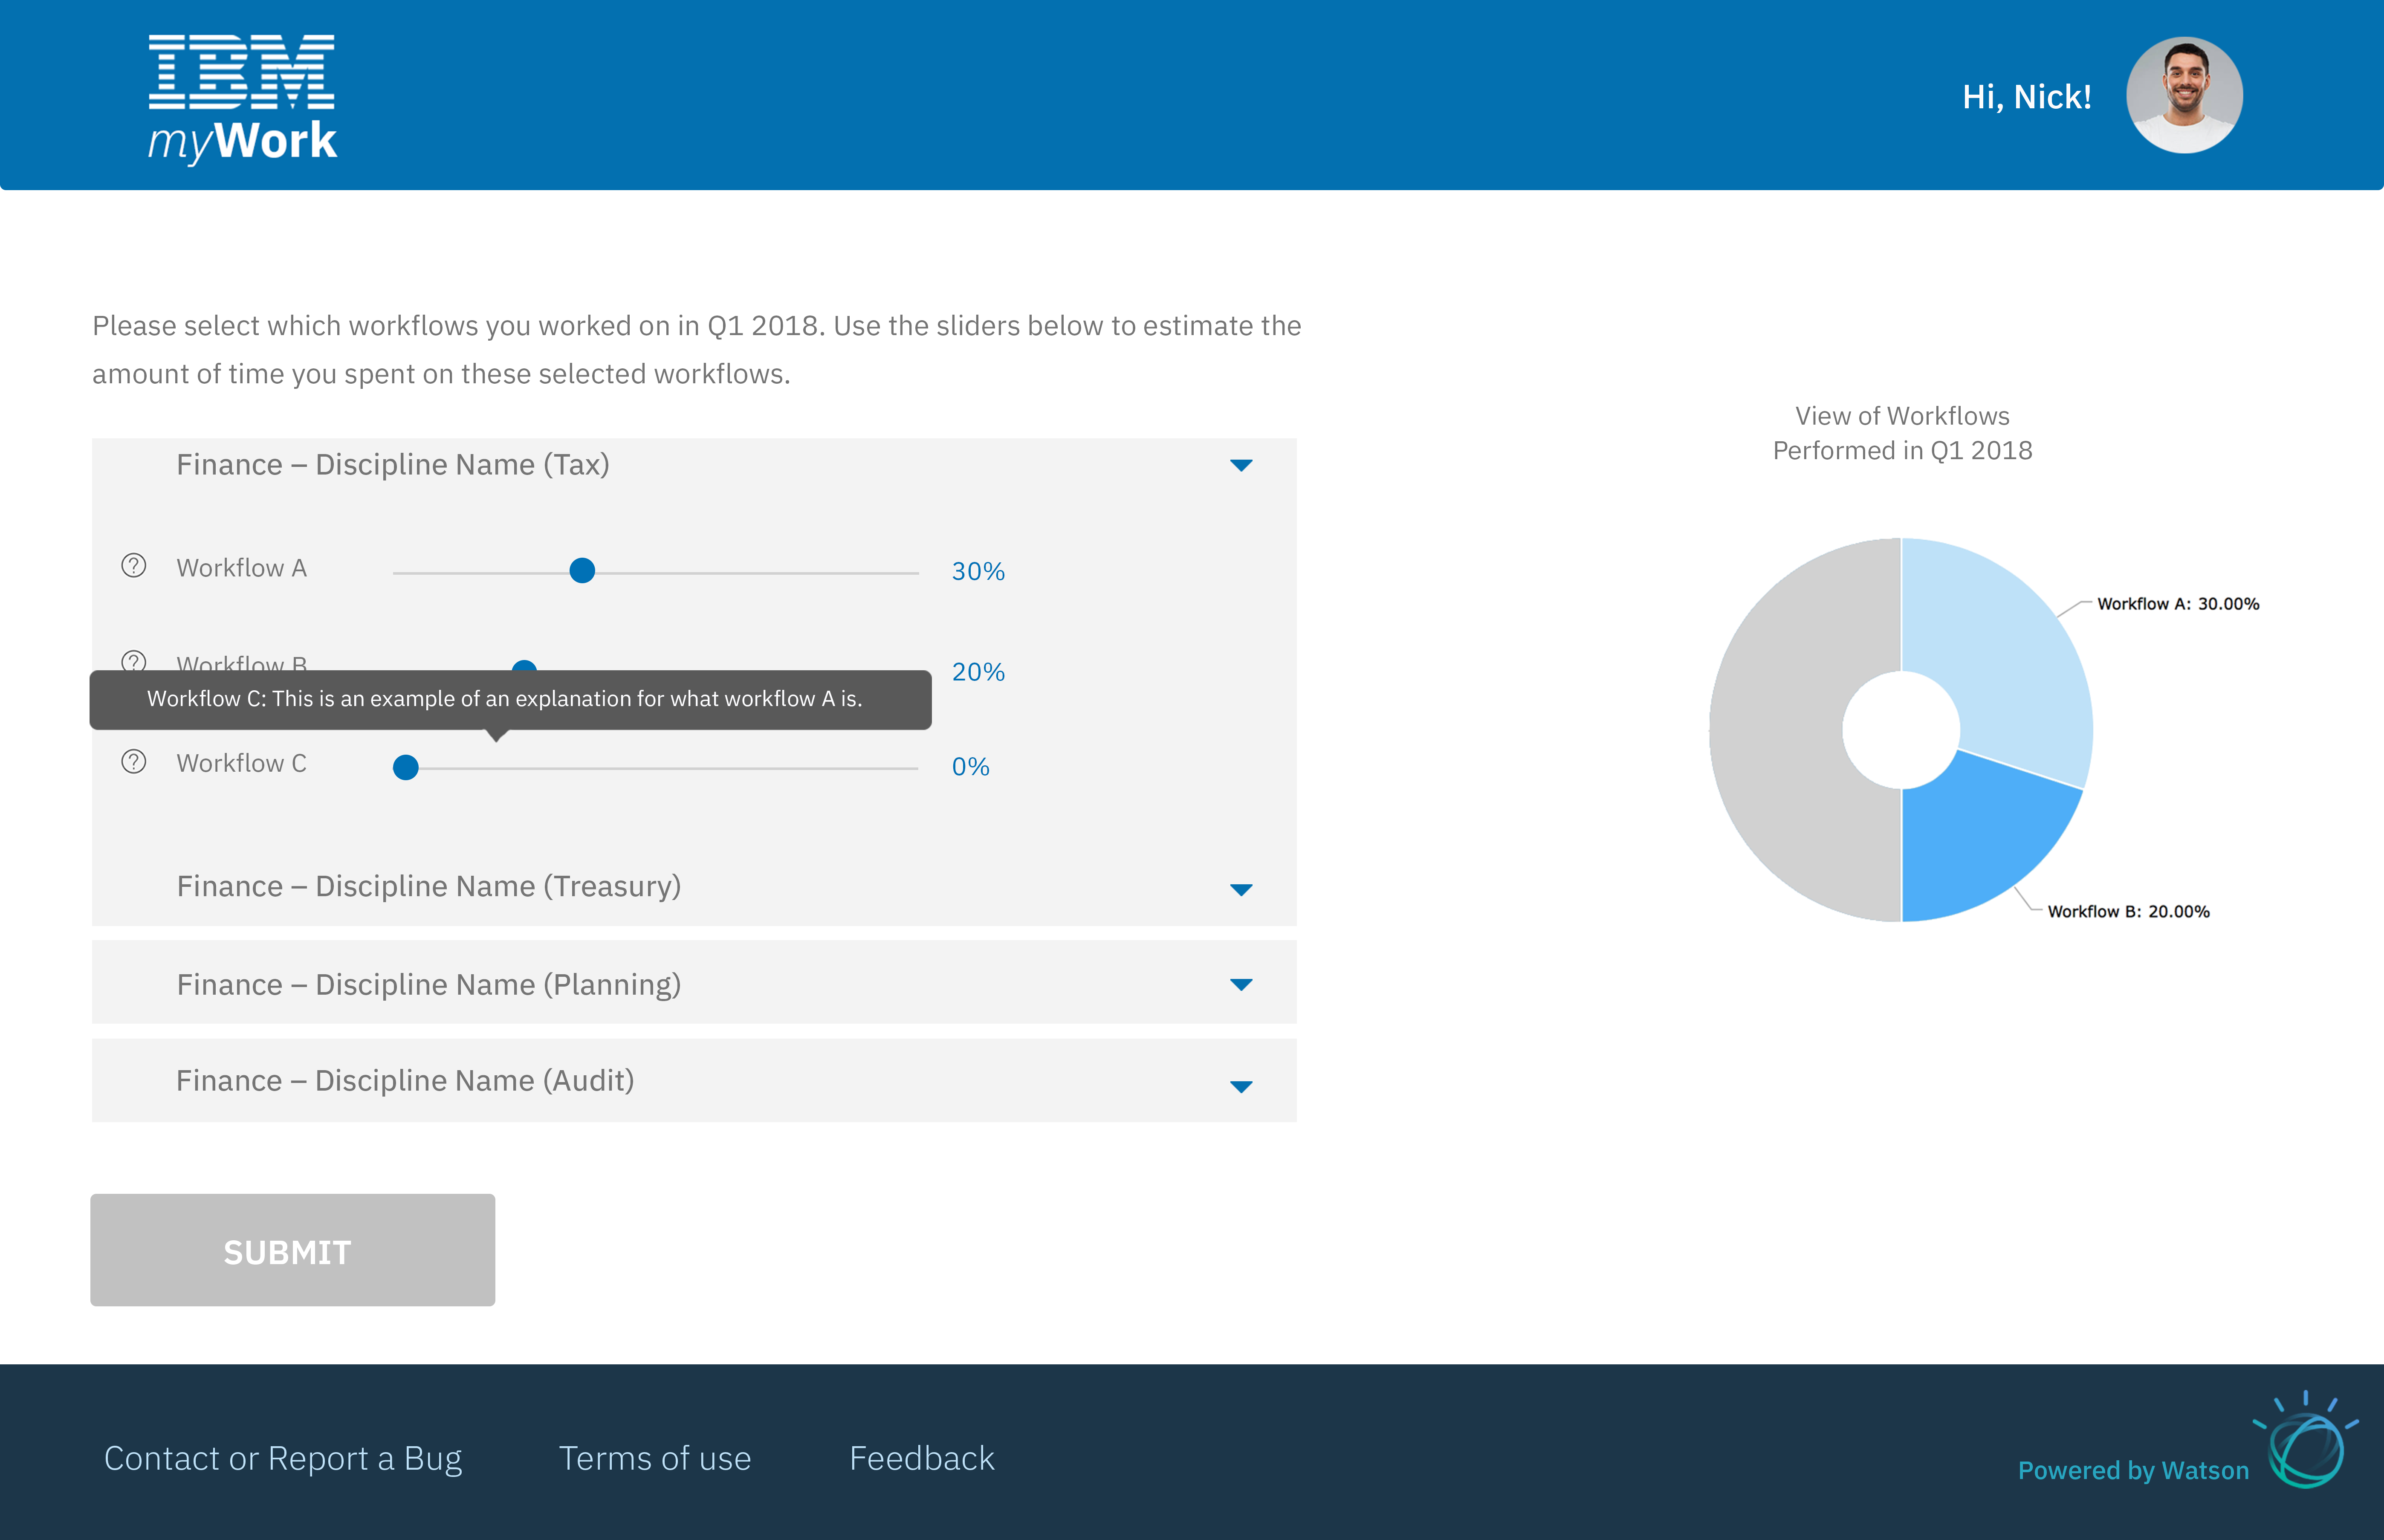 IBM
myWork
Hi, Nick!
Please select which workflows you worked on in Q1 2018. Use the sliders below to estimate the
amount of time you spent on these selected workflows.
Finance – Discipline Name (Tax)
? Workflow A 30%
? Workflow B 20%
Workflow C: This is an example of an explanation for what workflow A is.
? Workflow C 0%
Finance – Discipline Name (Treasury)
Finance – Discipline Name (Planning)
Finance – Discipline Name (Audit)
SUBMIT
View of Workflows
Performed in Q1 2018
Workflow A: 30.00%
Workflow B: 20.00%
Contact or Report a Bug
Terms of use
Feedback
Powered by Watson